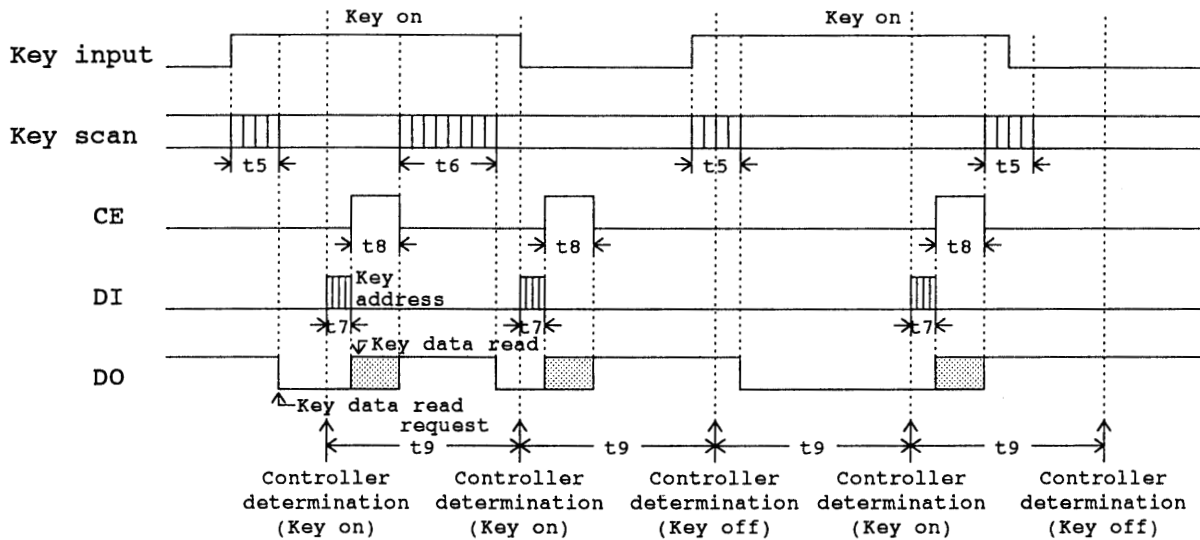 Key on Key on
Key input
Key scan
t5 t6 t5 t5
CE
t8 t8 t8
Key
address
DI
t7 t7 t7
Key data read
DO
Key data read
request
t9 t9 t9 t9
Controller Controller Controller Controller Controller
determination determination determination determination determination
(Key on) (Key on) (Key off) (Key on) (Key off)